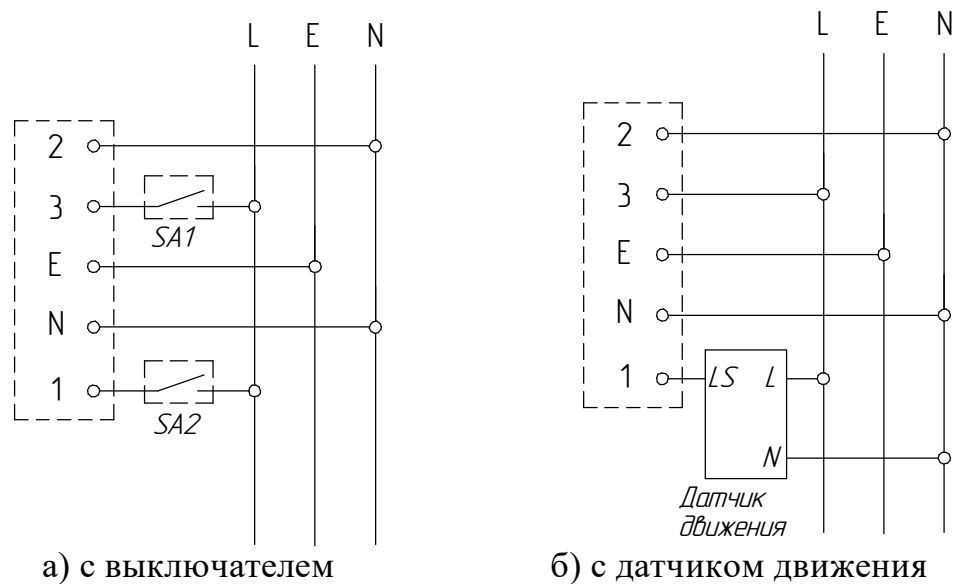 L E N
2
3
SA1
E
N
1
SA2
а) с выключателем
L E N
2
3
E
N
1
LS L
N
Датчик
движения
б) с датчиком движения